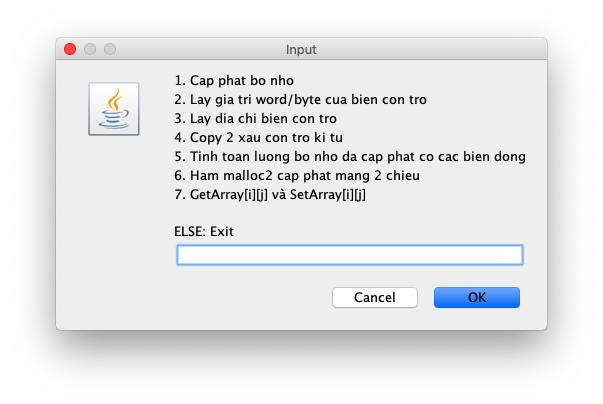 Input
1. Cap phat bo nho
2. Lay gia tri word/byte cua bien con tro
3. Lay dia chi bien con tro
4. Copy 2 xau con tro ki tu
5. Tinh toan luong bo nho da cap phat co cac bien dong
6. Ham malloc2 cap phat mang 2 chieu
7. GetArray[i][j] và SetArray[i][j]
ELSE: Exit
Cancel OK